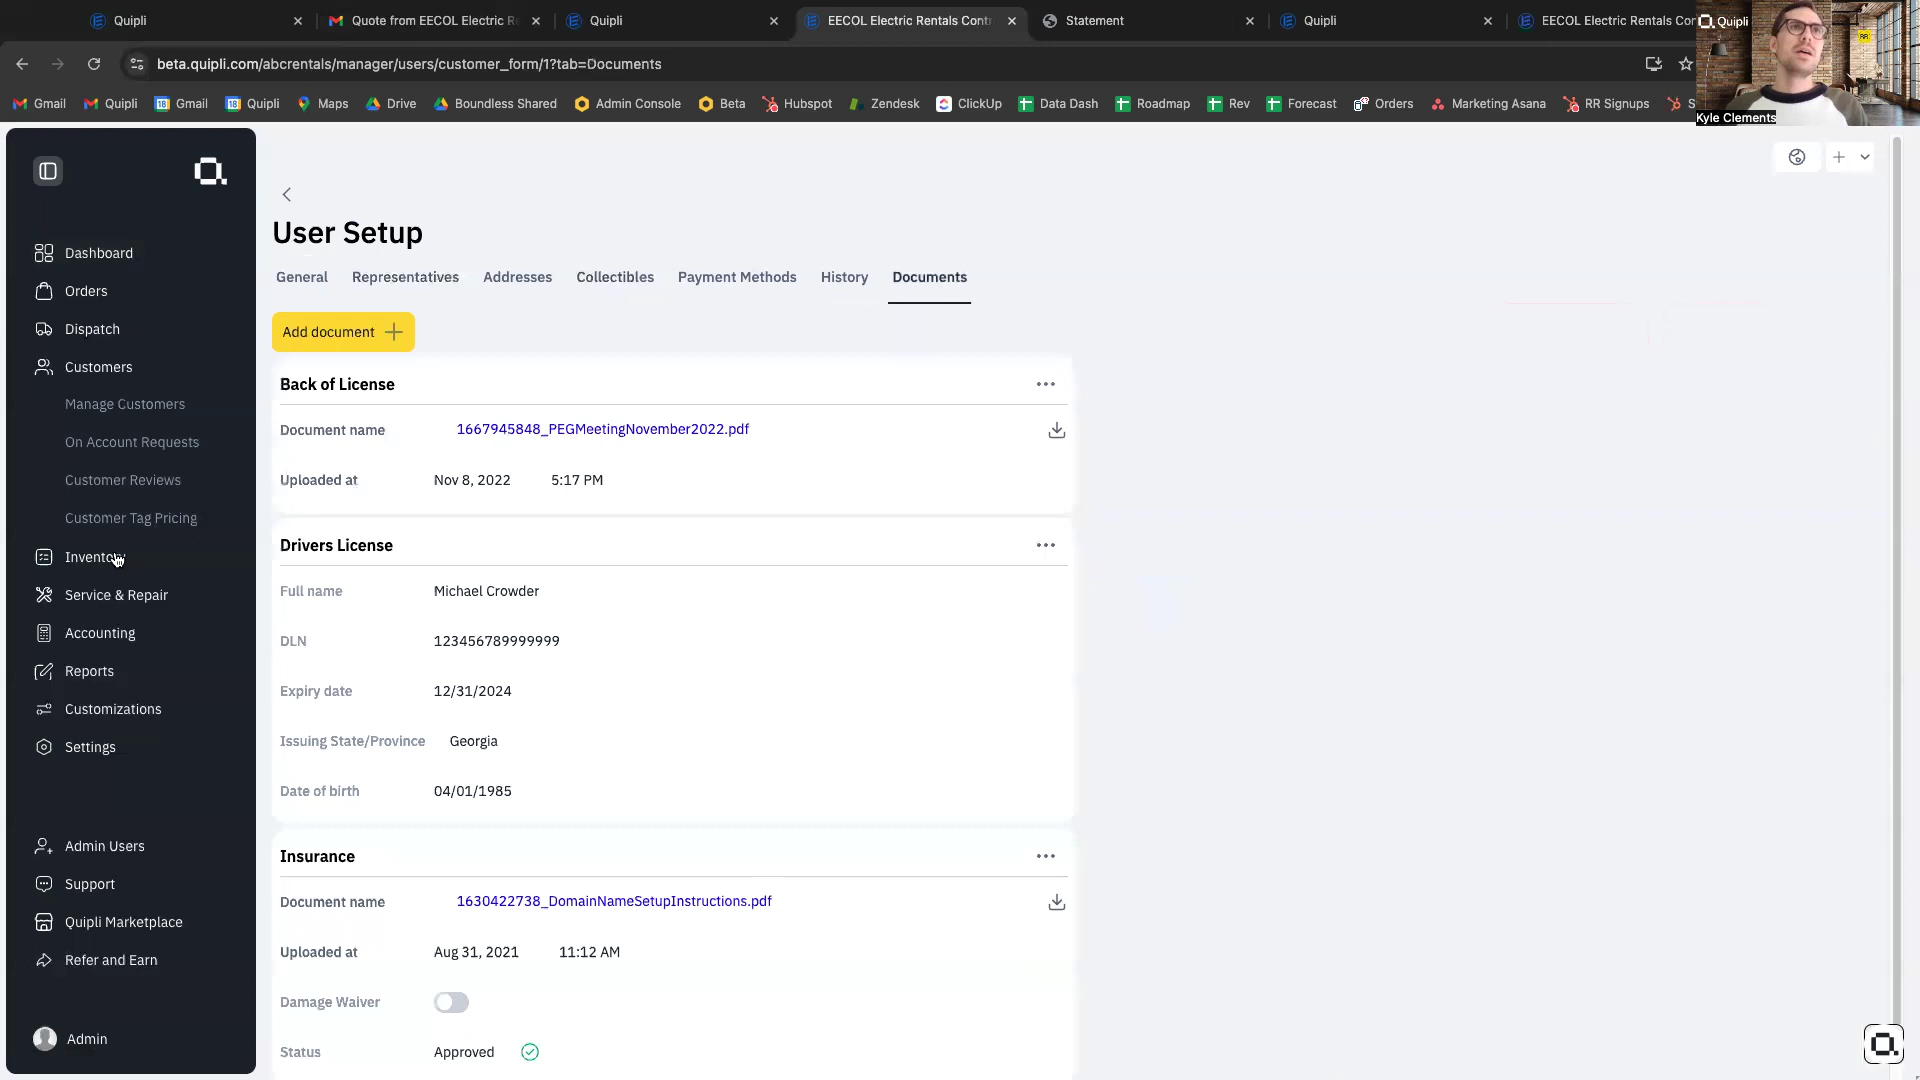 Quipli
Quote from EECOL Electric Re
Quipli
EECOL Electric Rentals Contr
Statement
Quipli
EECOL Electric Rentals Con
Quipli
beta.quipli.com/abcrentals/manager/users/customer_form/1?tab=Documents
Gmail
Quipli
Gmail
Quipli
Maps
Drive
Boundless Shared
Admin Console
Beta
Hubspot
Zendesk
ClickUp
Data Dash
Roadmap
Rev
Forecast
Orders
Marketing Asana
RR Signups
S
Kyle Clements
Dashboard
Orders
Dispatch
Customers
Manage Customers
On Account Requests
Customer Reviews
Customer Tag Pricing
Inventory
Service & Repair
Accounting
Reports
Customizations
Settings
Admin Users
Support
Quipli Marketplace
Refer and Earn
Admin
User Setup
General Representatives Addresses Collectibles Payment Methods History Documents
Add document
Back of License
Document name 1667945848_PEGMeetingNovember2022.pdf
Uploaded at Nov 8, 2022 5:17 PM
Drivers License
Full name Michael Crowder
DLN 123456789999999
Expiry date 12/31/2024
Issuing State/Province Georgia
Date of birth 04/01/1985
Insurance
Document name 1630422738_DomainNameSetupInstructions.pdf
Uploaded at Aug 31, 2021 11:12 AM
Damage Waiver
Status Approved